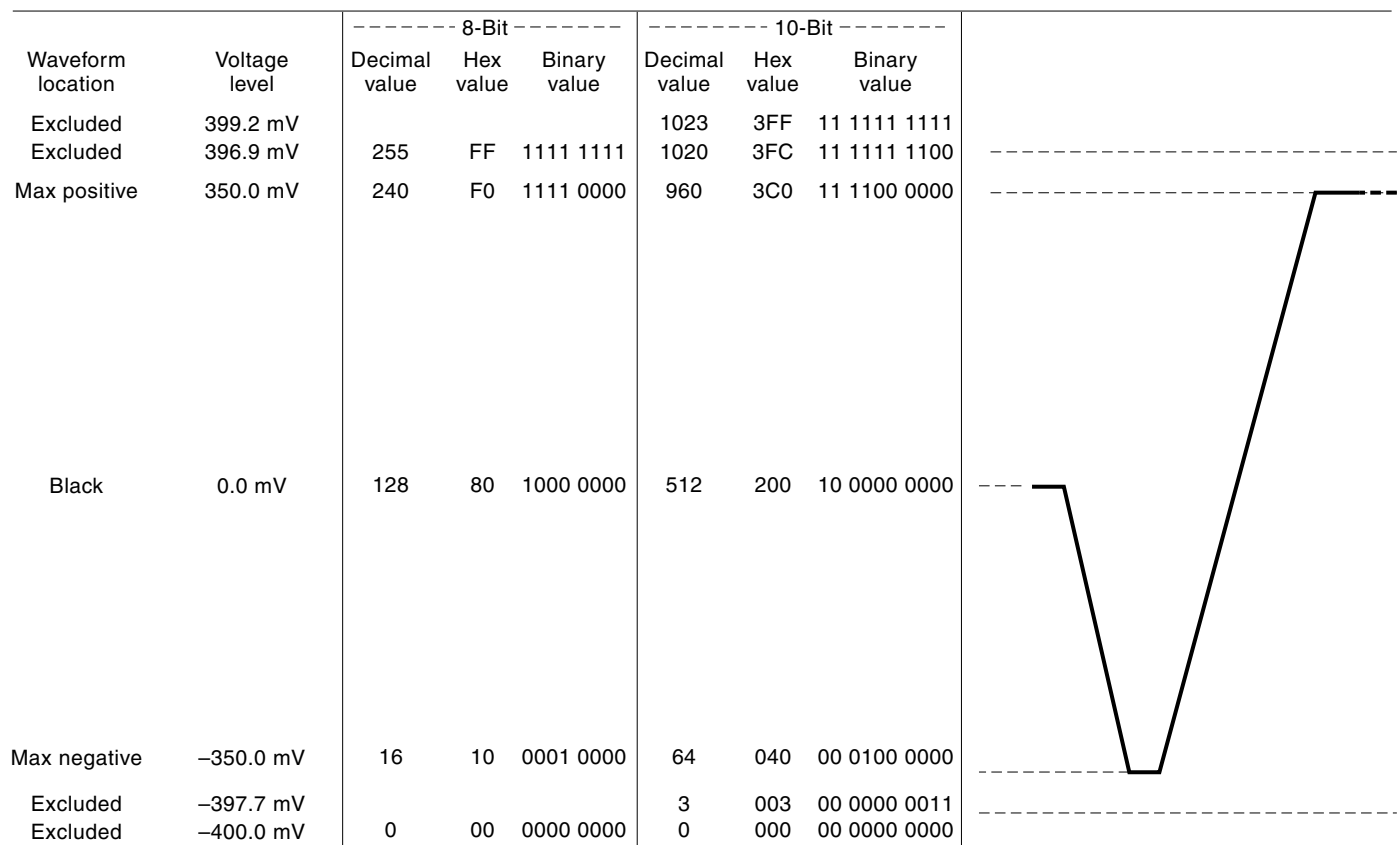 8-Bit 10-Bit
Waveform Voltage Decimal Hex Binary Decimal Hex Binary
location level value value value value value value
Excluded 399.2 mV 1023 3FF 11 1111 1111
Excluded 396.9 mV 255 FF 1111 1111 1020 3FC 11 1111 1100
Max positive 350.0 mV 240 F0 1111 0000 960 3C0 11 1100 0000
Black 0.0 mV 128 80 1000 0000 512 200 10 0000 0000
Max negative –350.0 mV 16 10 0001 0000 64 040 00 0100 0000
Excluded –397.7 mV 3 003 00 0000 0011
Excluded –400.0 mV 0 00 0000 0000 0 000 00 0000 0000